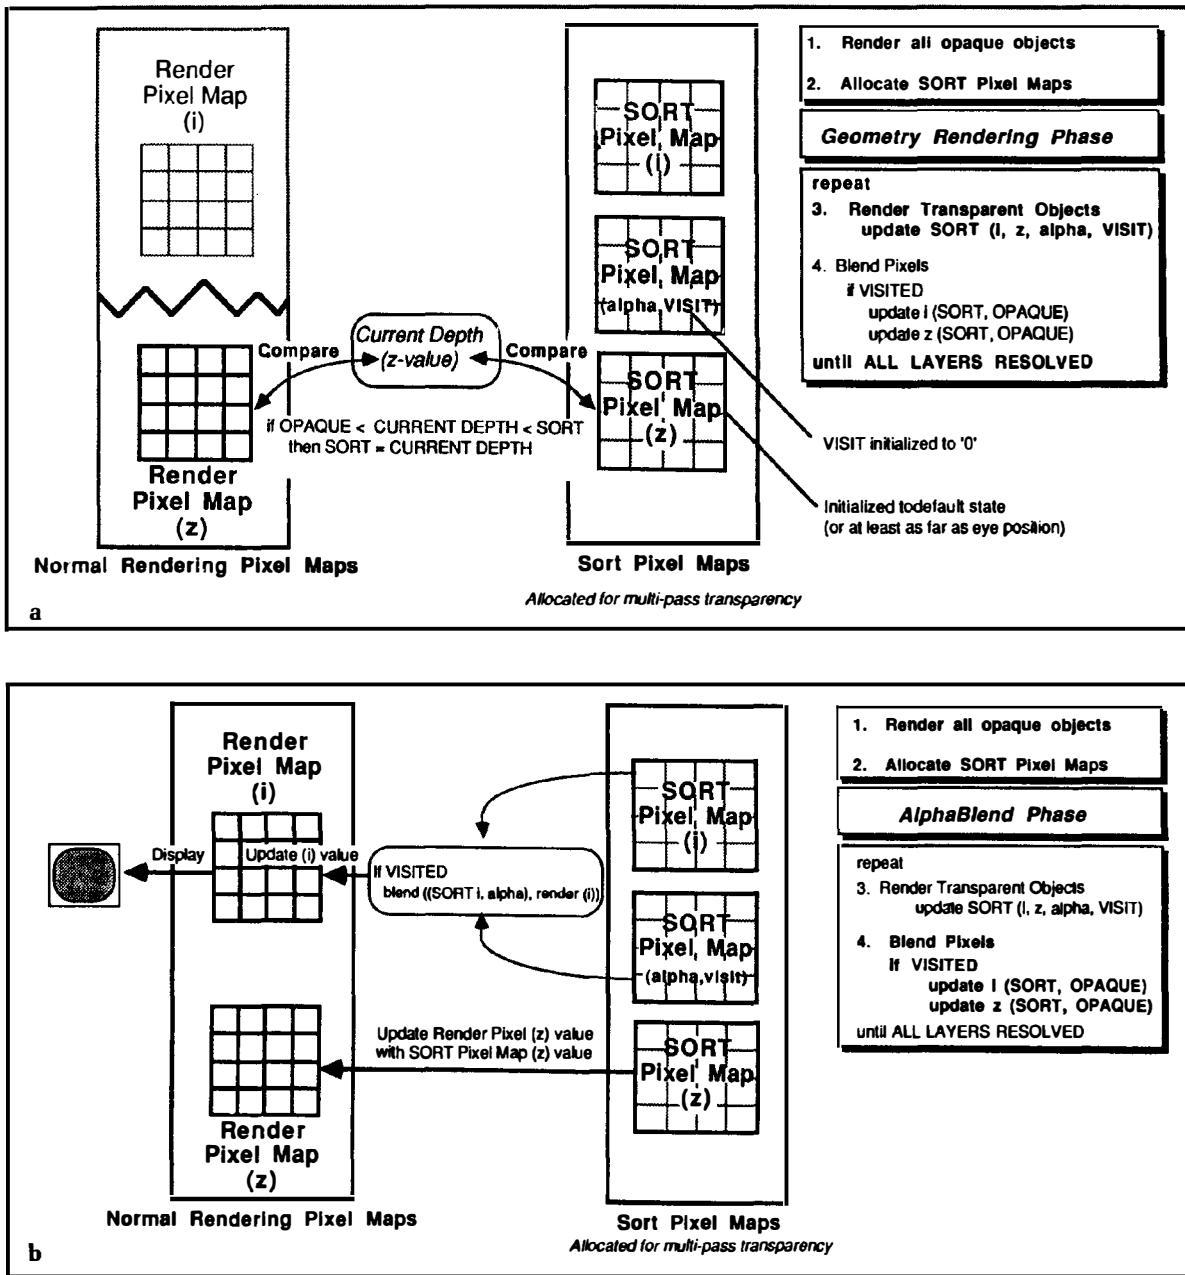 Render
Pixel Map
(i)
Compare
Current Depth
(z-value)
Compare
if OPAQUE < CURRENT DEPTH < SORT
then SORT = CURRENT DEPTH
Render
Pixel Map
(z)
Normal Rendering Pixel Maps
SORT
Pixel Map
(i)
SORT
Pixel Map
(alpha,VISIT)
SORT
Pixel Map
(z)
Sort Pixel Maps
Allocated for multi-pass transparency
1. Render all opaque objects
2. Allocate SORT Pixel Maps
Geometry Rendering Phase
repeat
3. Render Transparent Objects
update SORT (I, z, alpha, VISIT)
4. Blend Pixels
if VISITED
update i (SORT, OPAQUE)
update z (SORT, OPAQUE)
until ALL LAYERS RESOLVED
VISIT initialized to '0'
Initialized todefault state
(or at least as far as eye position)
a
Render
Pixel Map
(i)
Display
Update (i) value
If VISITED
blend ((SORT i, alpha), render (i))
Update Render Pixel (z) value
with SORT Pixel Map (z) value
Render
Pixel Map
(z)
Normal Rendering Pixel Maps
SORT
Pixel Map
(i)
SORT
Pixel Map
(alpha,visit)
SORT
Pixel Map
(z)
Sort Pixel Maps
Allocated for multi-pass transparency
1. Render all opaque objects
2. Allocate SORT Pixel Maps
AlphaBlend Phase
repeat
3. Render Transparent Objects
update SORT (I, z, alpha, VISIT)
4. Blend Pixels
If VISITED
update I (SORT, OPAQUE)
update z (SORT, OPAQUE)
until ALL LAYERS RESOLVED
b